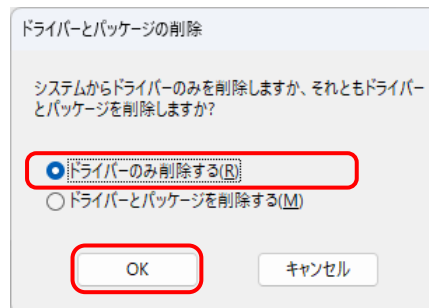 ドライバーとパッケージの削除
システムからドライバーのみを削除しますか、それともドライバー
とパッケージを削除しますか?
ドライバーのみ削除する(R)
ドライバーとパッケージを削除する(M)
OK キャンセル